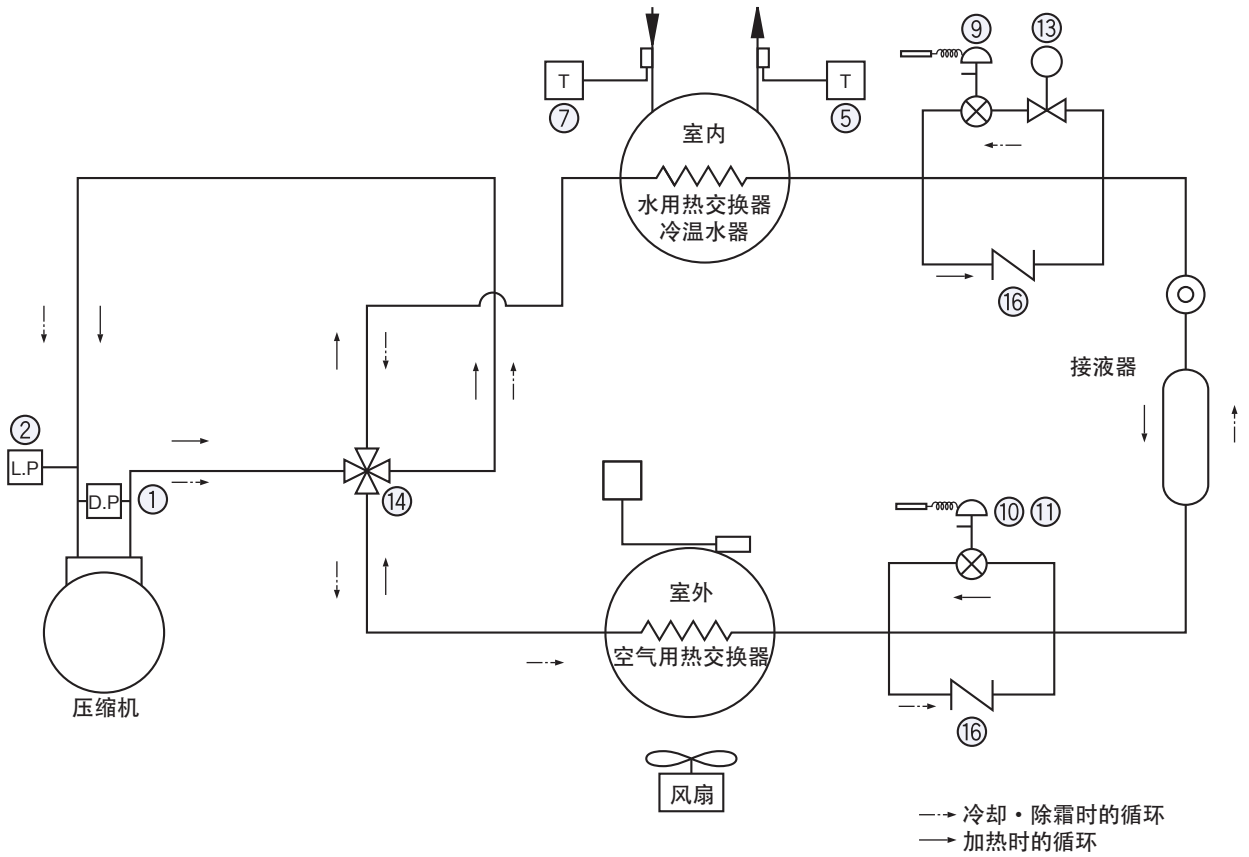 ⑨
⑬
T
T
⑦
⑤
室内
水用热交换器
冷温水器
⑯
接液器
②
L.P
D.P
①
⑭
⑩ ⑪
室外
空气用热交换器
压缩机
⑯
风扇
冷却・除霜时的循环
加热时的循环